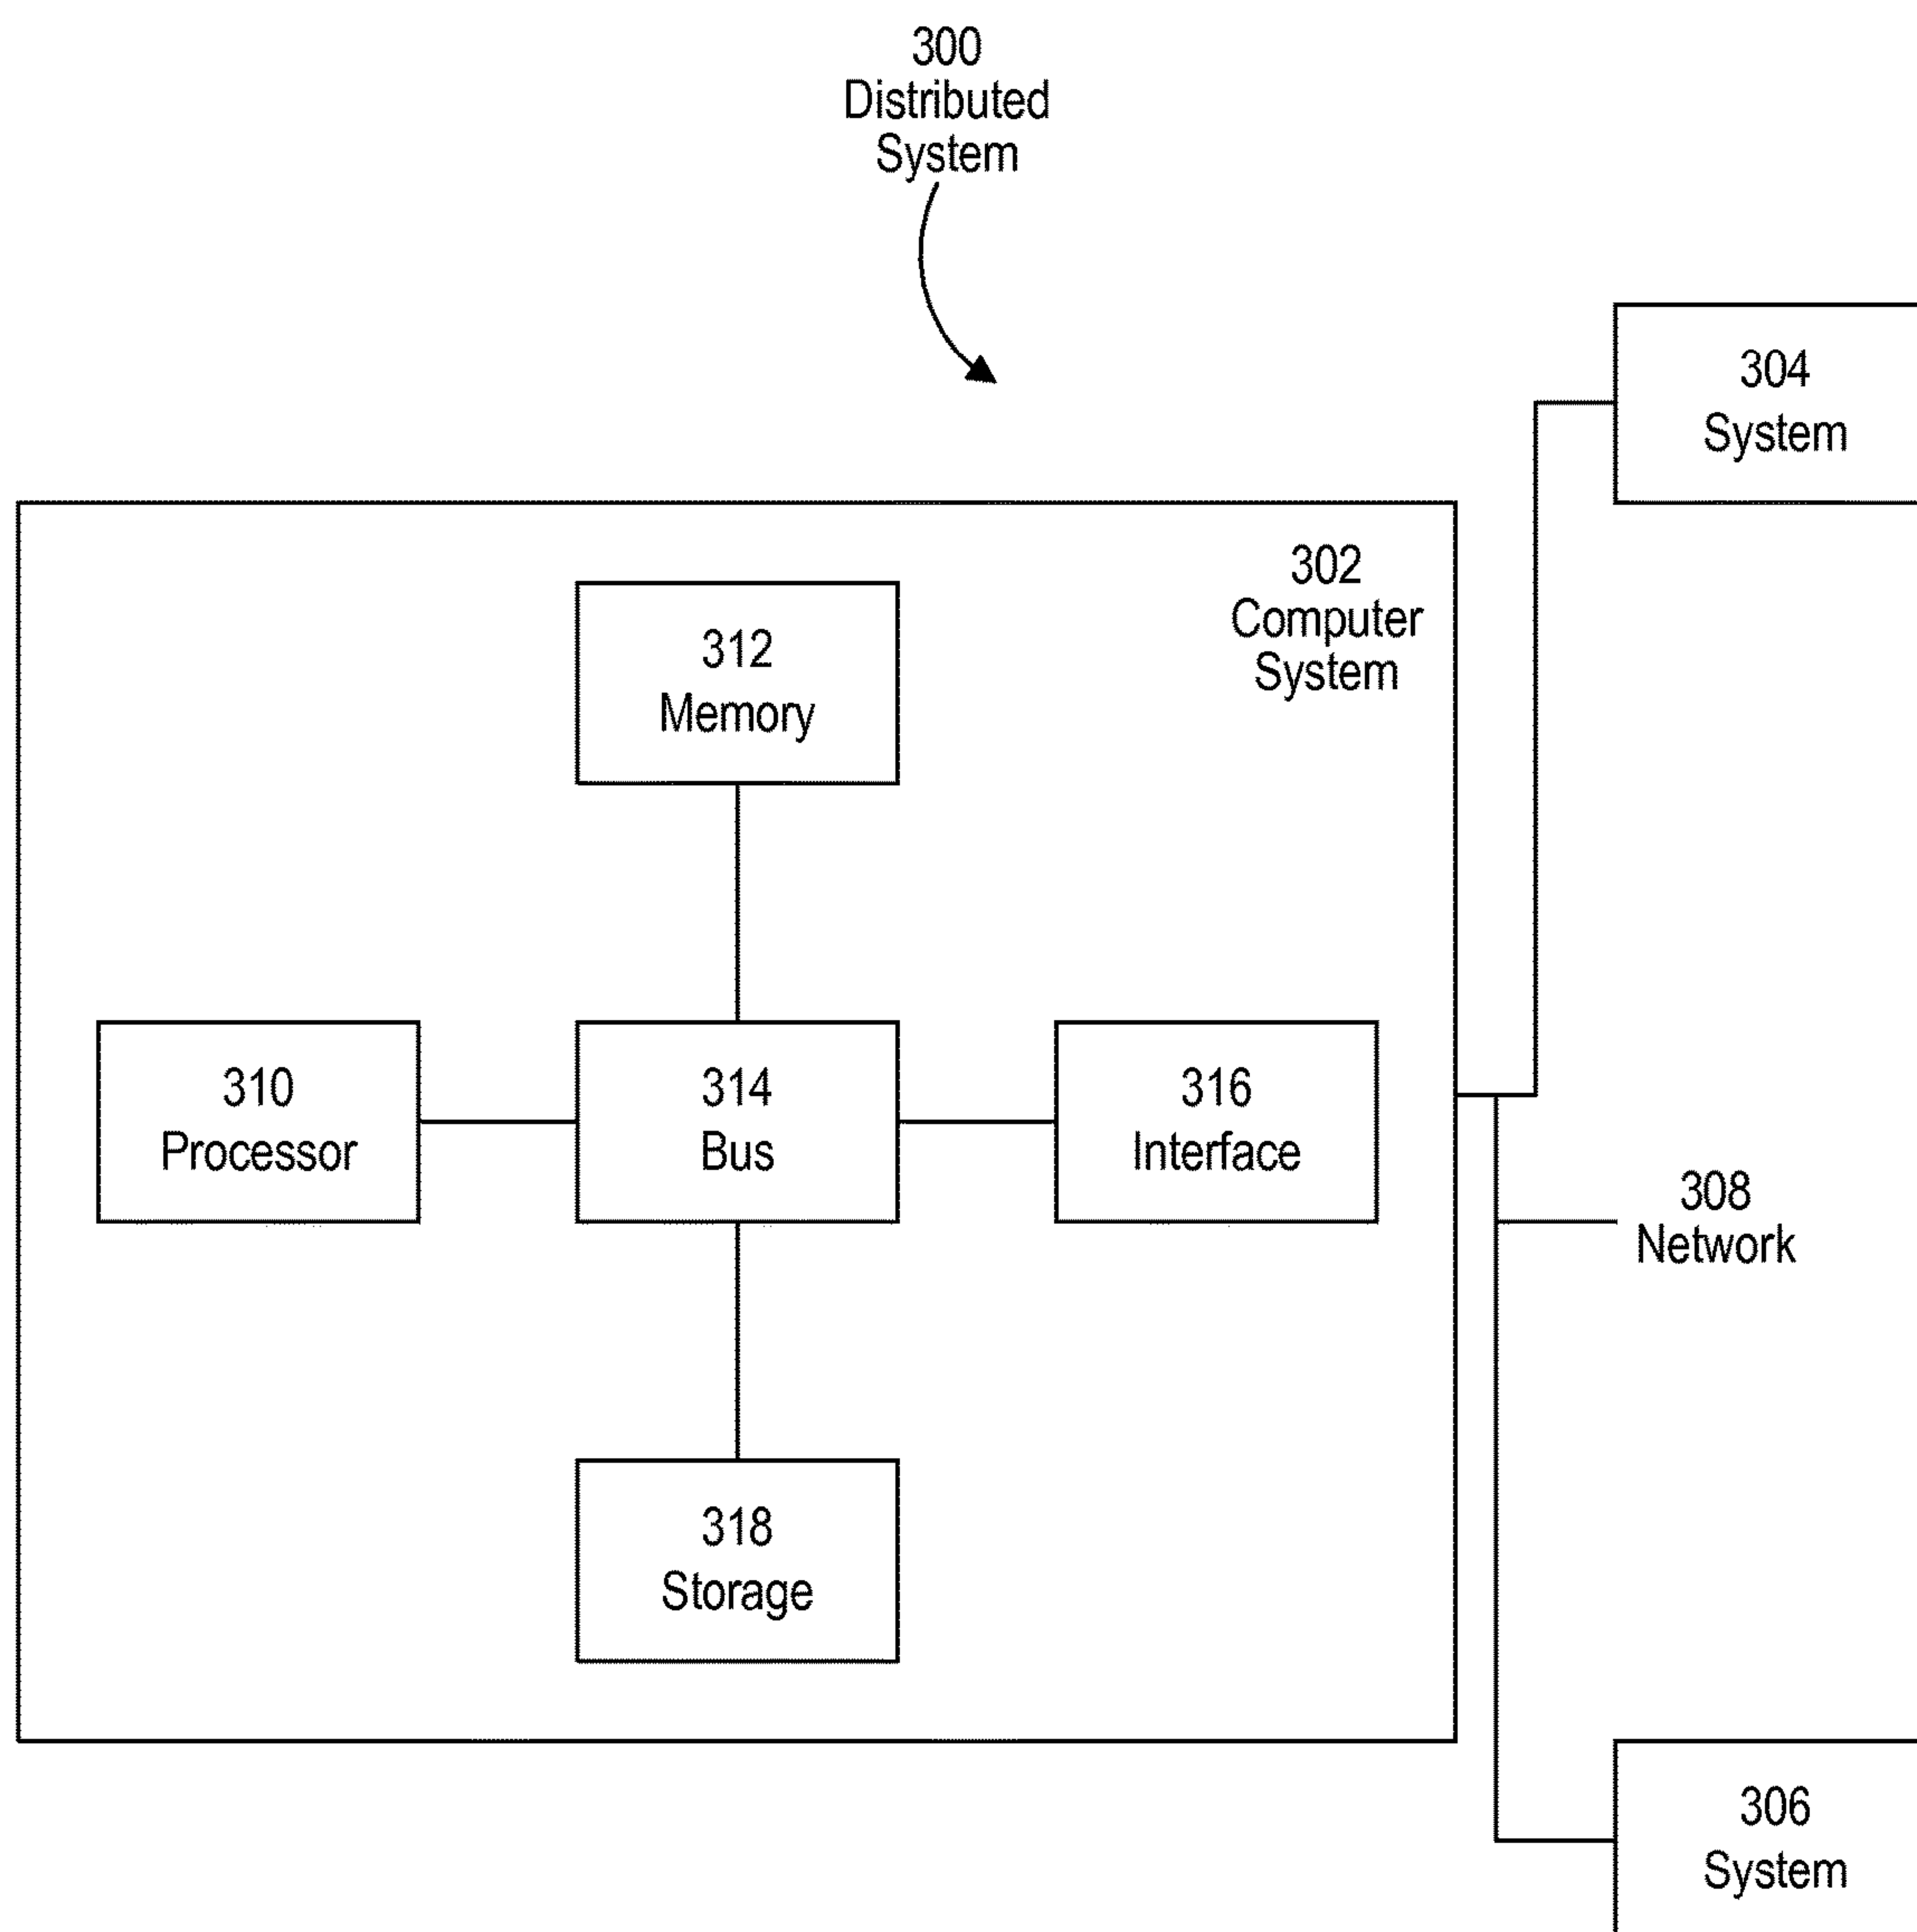 300
Distributed
System
304
System
302
Computer
System
312
Memory
310
Processor
314
Bus
316
Interface
308
Network
318
Storage
306
System